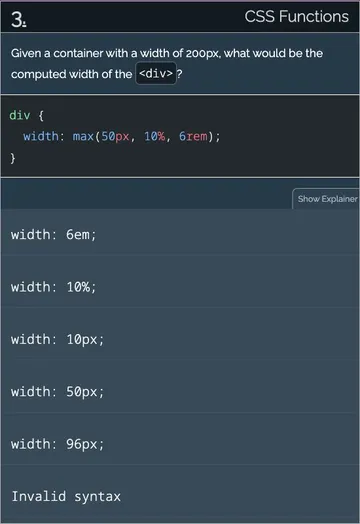 3.
CSS Functions
Given a container with a width of 200px, what would be the
computed width of the <div>?
div {
width: max(50px, 10%, 6rem);
}
Show Explainer
width: 6em;
width: 10%;
width: 10px;
width: 50px;
width: 96px;
Invalid syntax